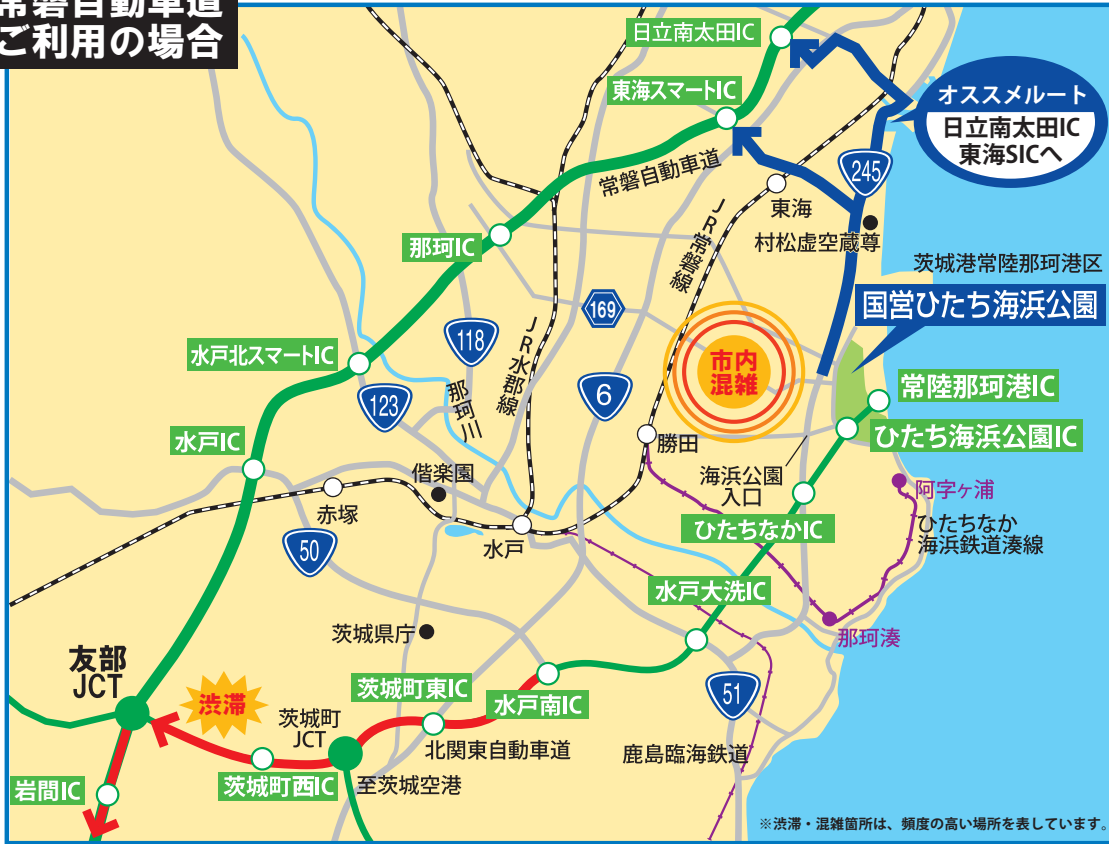 常磐自動車道
ご利用の場合
日立南太田IC
東海スマートIC
オススメルート
日立南太田IC
東海SICへ
常磐自動車道
245
東海
村松虚空蔵尊
JR常磐線
那珂IC
茨城港常陸那珂港区
国営ひたち海浜公園
169
118
JR水郡線
水戸北スマートIC
市内
混雑
6
123
那珂川
常陸那珂港IC
ひたち海浜公園IC
水戸IC
勝田
偕楽園
海浜公園
入口
阿字ヶ浦
赤塚
ひたちなか
海浜鉄道湊線
ひたちなかIC
50
水戸
水戸大洗IC
茨城県庁
那珂湊
友部
JCT
渋滞
茨城町東IC
水戸南IC
51
茨城町
JCT
北関東自動車道
鹿島臨海鉄道
岩間IC
茨城町西IC
至茨城空港
※渋滞・混雑箇所は、頻度の高い場所を表しています。